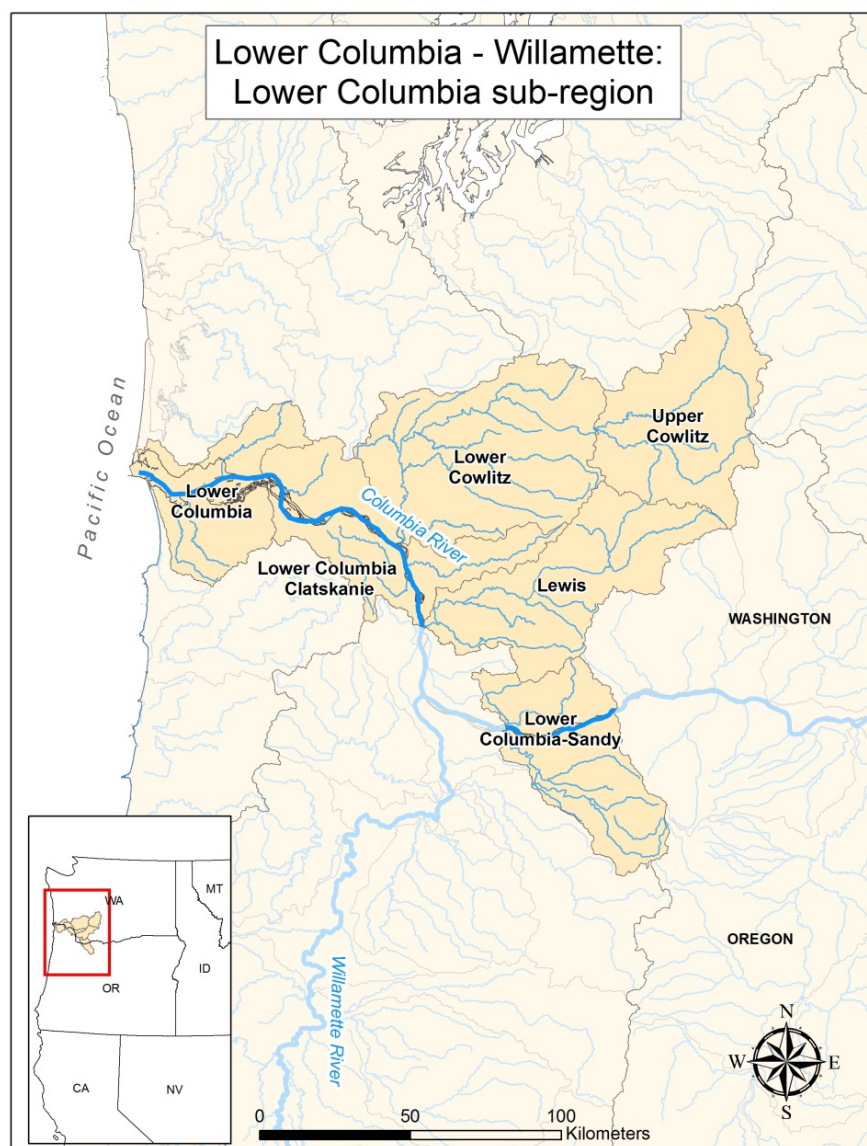 Lower Columbia - Willamette:
Lower Columbia sub-region
Pacific Ocean
Upper
Cowlitz
Lower
Cowlitz
Lower
Columbia
Columbia River
Lower Columbia
Clatskanie
Lewis
WASHINGTON
Lower
Columbia-Sandy
WA
MT
OR
ID
CA
NV
Willamette River
OREGON
N
W
E
S
0
50
100
Kilometers